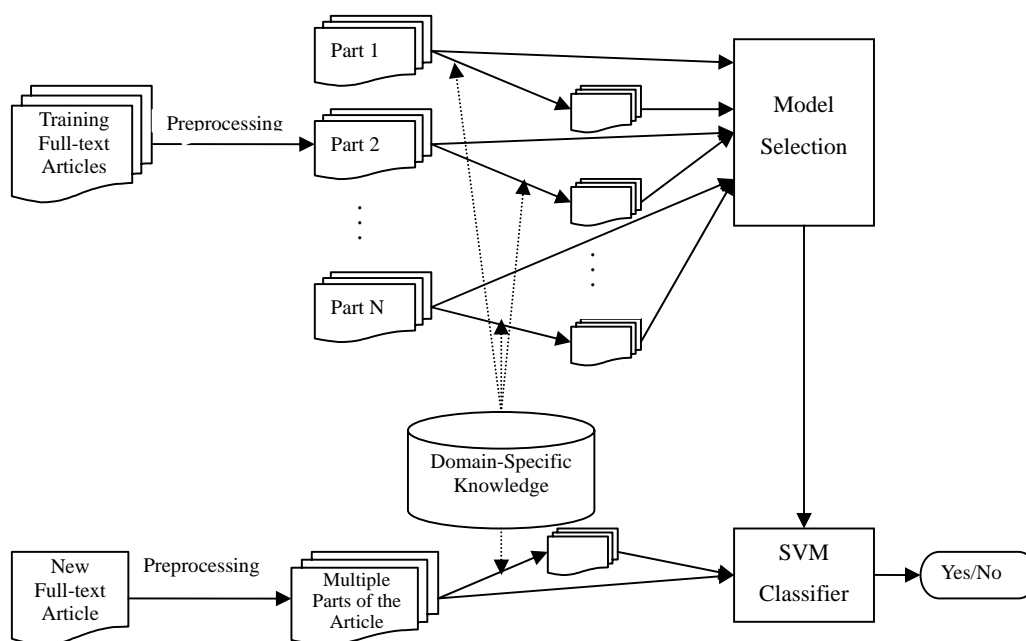 Part 1
Training
Full-text
Articles
Preprocessing
Part 2
Part N
Model
Selection
Domain-Specific
Knowledge
New
Full-text
Article
Preprocessing
Multiple
Parts of the
Article
SVM
Classifier
Yes/No